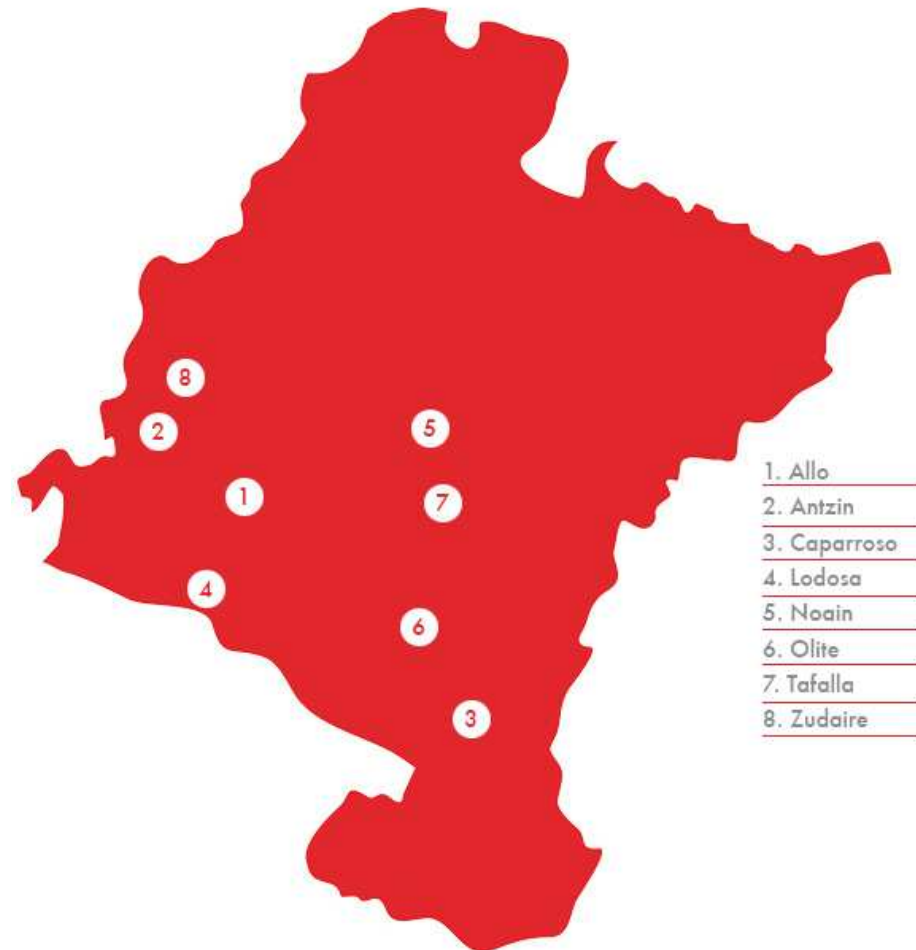 8
2
5
1
7
4
6
3
1. Allo
2. Antzin
3. Caparroso
4. Lodosa
5. Noain
6. Olite
7. Tafalla
8. Zudaire